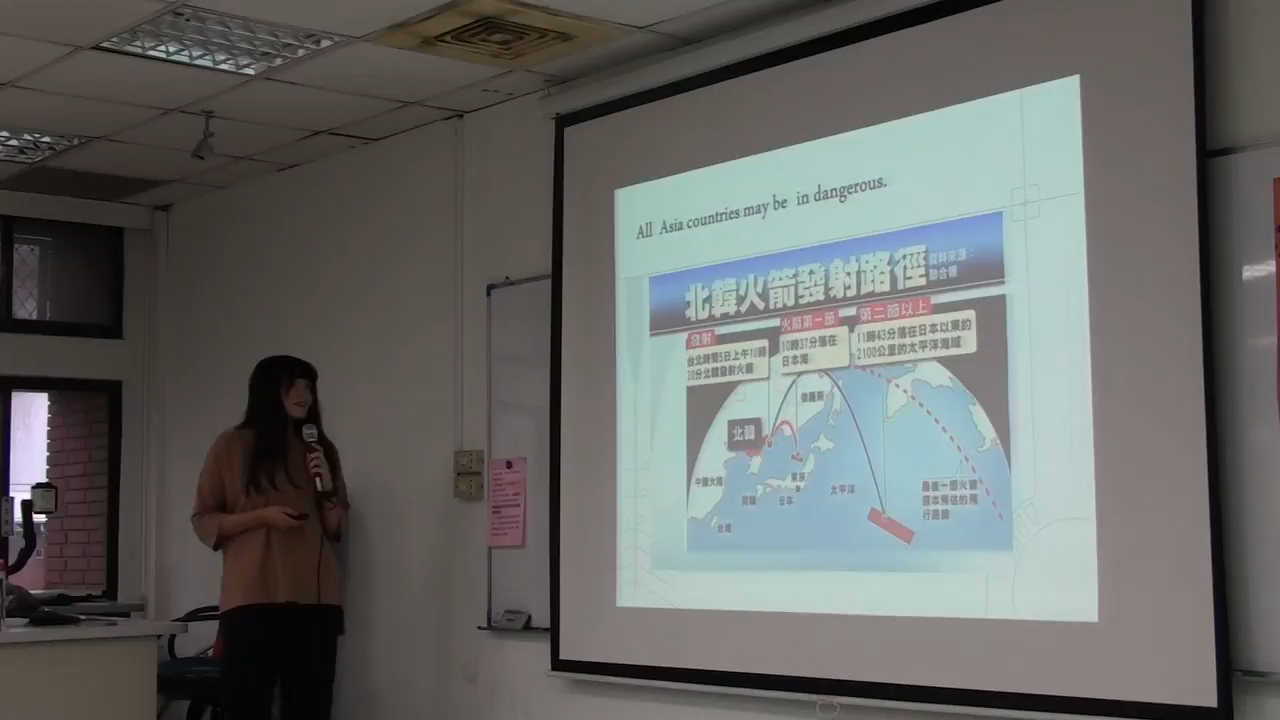 All Asia countries may be in dangerous.
北韓火箭發射路徑
資料來源:
聯合報
發射
台北時間5日上午10時
30分北韓發射火箭
火箭第一節
10時37分落在
日本海
第二節以上
11時43分落在日本以東約
2100公里的太平洋海域
俄羅斯
北韓
中國大陸
南韓
東京
日本
太平洋
台灣
最後一節火箭
原本預估的飛
行路線